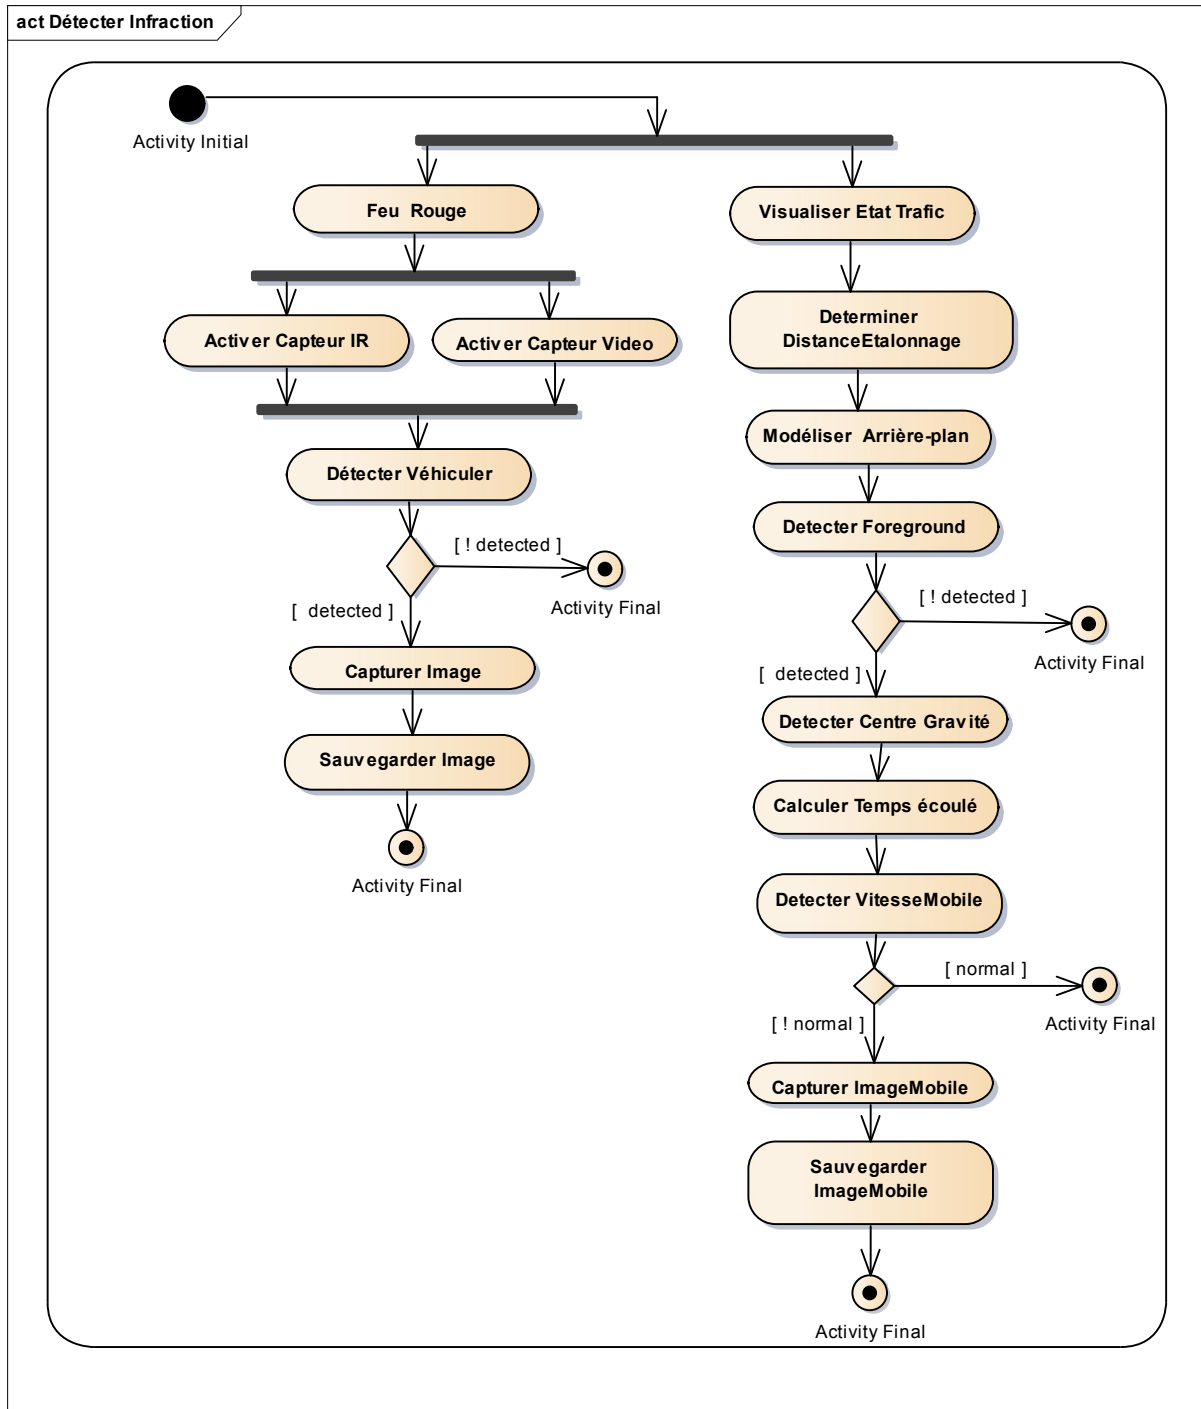 act Détecter Infraction
Activity Initial
Feu Rouge
Visualiser Etat Trafic
Activer Capteur IR
Activer Capteur Video
Determiner
DistanceEtalonnage
Modéliser Arrière-plan
Détecter Véhiculer
Detecter Foreground
[ ! detected ]
Activity Final
[ detected ]
[ ! detected ]
Activity Final
[ detected ]
Capturer Image
Detecter Centre Gravité
Sauvegarder Image
Calculer Temps écoulé
Activity Final
Detecter VitesseMobile
[ normal ]
Activity Final
[ ! normal ]
Capturer ImageMobile
Sauvegarder
ImageMobile
Activity Final